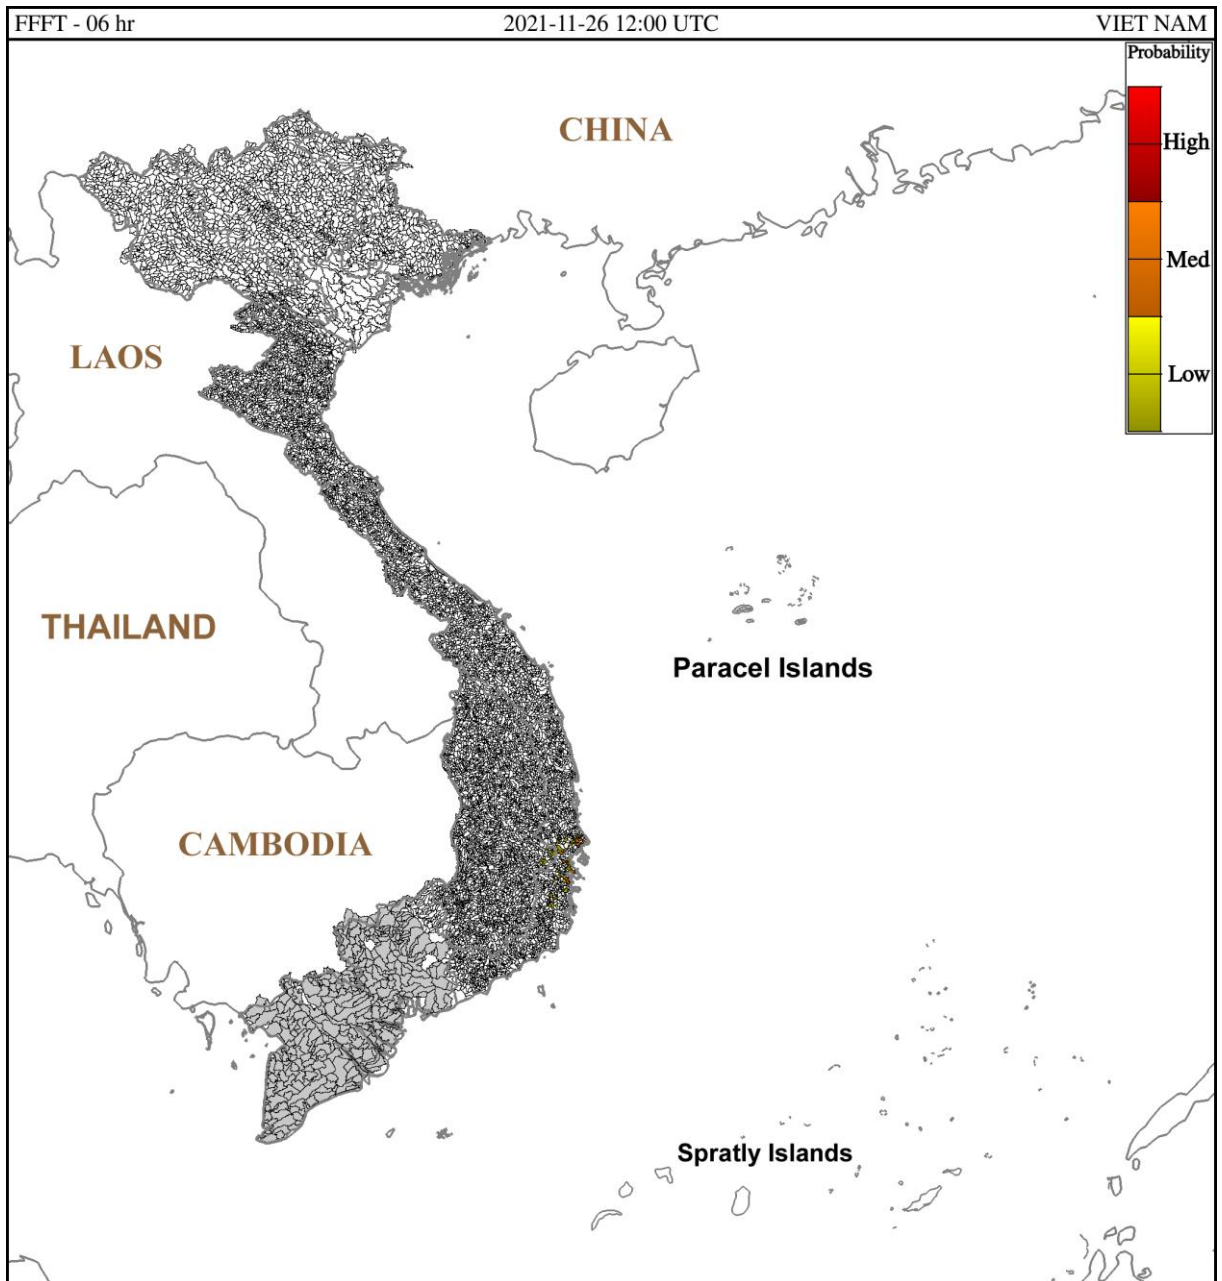 FFFT - 06 hr 2021-11-26 12:00 UTC VIET NAM
Probability
CHINA
High
Med
LAOS
Low
THAILAND
Paracel Islands
CAMBODIA
Spratly Islands